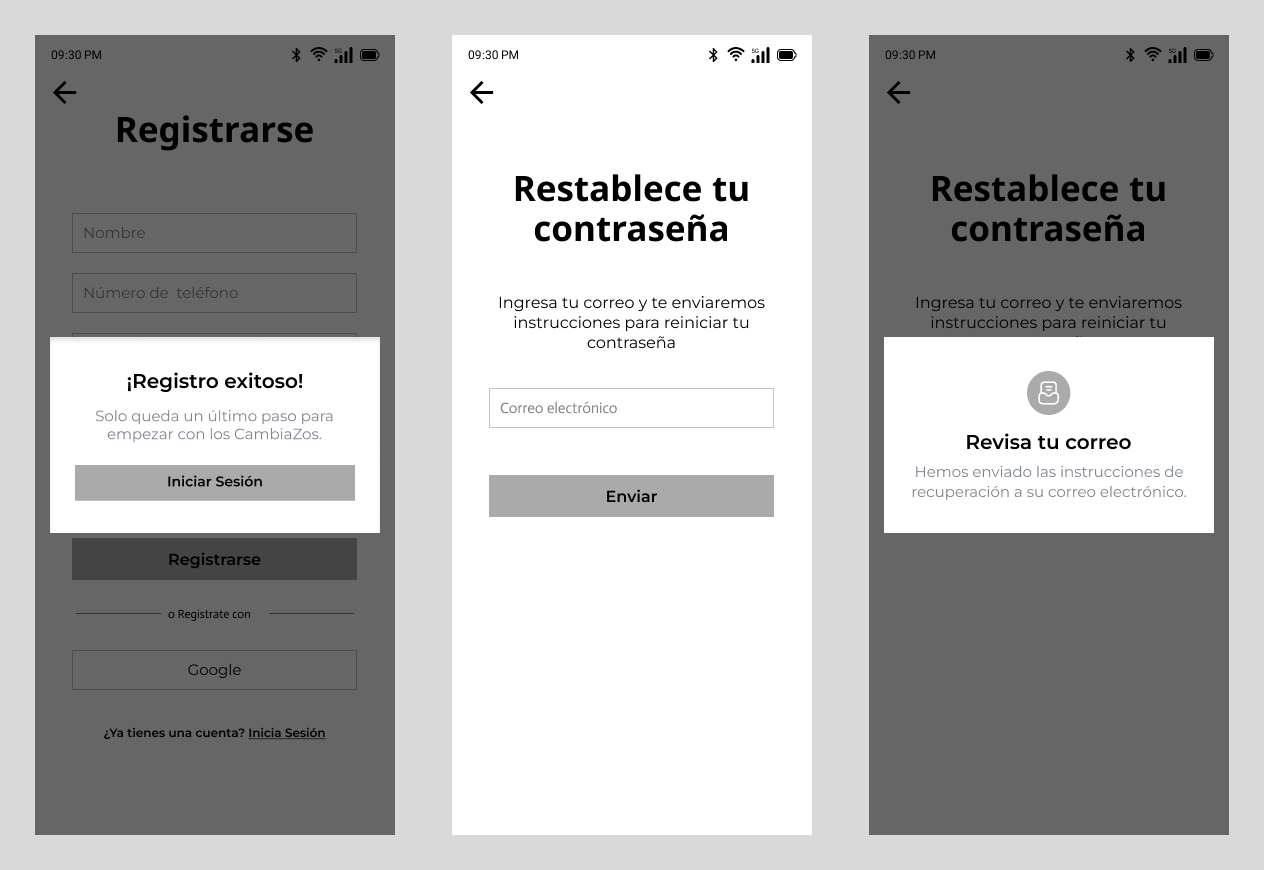 09:30 PM
5G
Registrarse
Nombre
Número de  teléfono
¡Registro exitoso!
Solo queda un último paso para
empezar con los CambiaZos.
Iniciar Sesión
Registrarse
o Registrate con
Google
¿Ya tienes una cuenta? Inicia Sesión
09:30 PM
5G
Restablece tu
contraseña
Ingresa tu correo y te enviaremos
instrucciones para reiniciar tu
contraseña
Correo electrónico
Enviar
09:30 PM
5G
Restablece tu
contraseña
Ingresa tu correo y te enviaremos
instrucciones para reiniciar tu
Revisa tu correo
Hemos enviado las instrucciones de
recuperación a su correo electrónico.